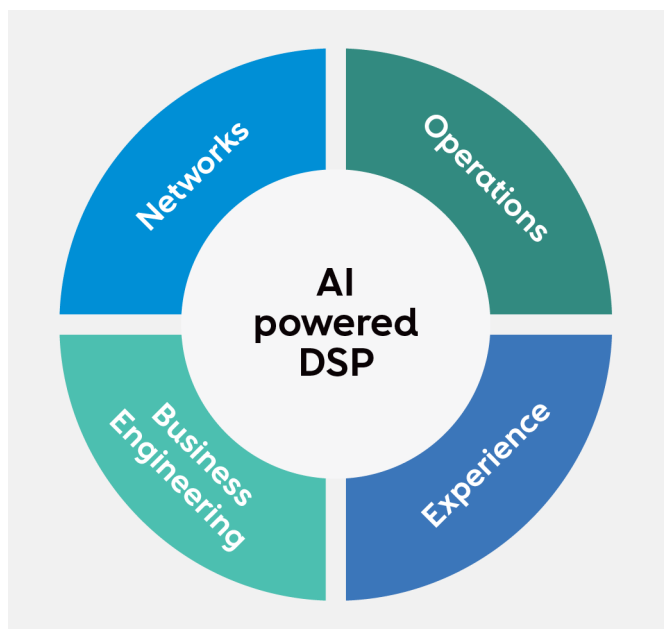 Networks
Operations
AI
powered
DSP
Business
Engineering
Experience